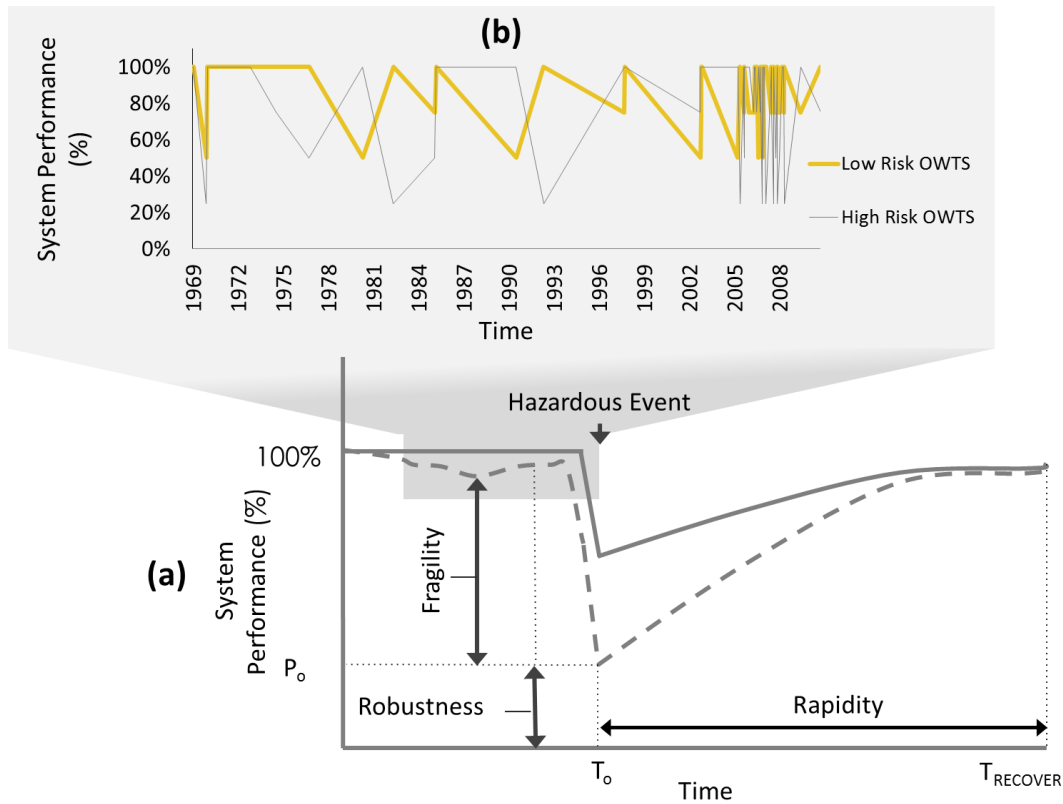 (b)
System Performance
(%)
100%
80%
60%
40%
20%
0%
1969
1972
1975
1978
1981
1984
1987
1990
1993
1996
1999
2002
2005
2008
Time
Low Risk OWTS
High Risk OWTS
Hazardous Event
100%
(a)
System
Performance (%)
Fragility
Po
Robustness
Rapidity
To
Time
TRECOVER